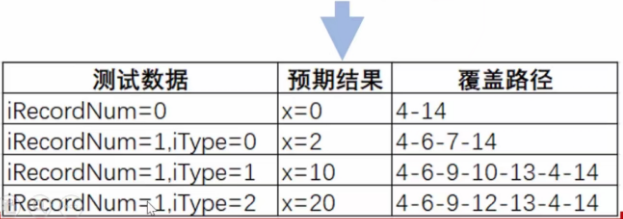 测试数据 预期结果 覆盖路径
iRecordNum=0 x=0 4-14
iRecordNum=1,iType=0 x=2 4-6-7-14
iRecordNum=1,iType=1 x=10 4-6-9-10-13-4-14
iRecordNum=1,iType=2 x=20 4-6-9-12-13-4-14